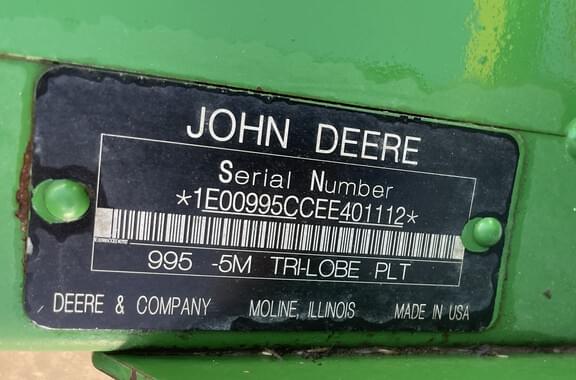 JOHN DEERE
Serial Number
*1E00995CCEE401112*
995 -5M TRI-LOBE PLT
DEERE & COMPANY MOLINE, ILLINOIS MADE IN USA